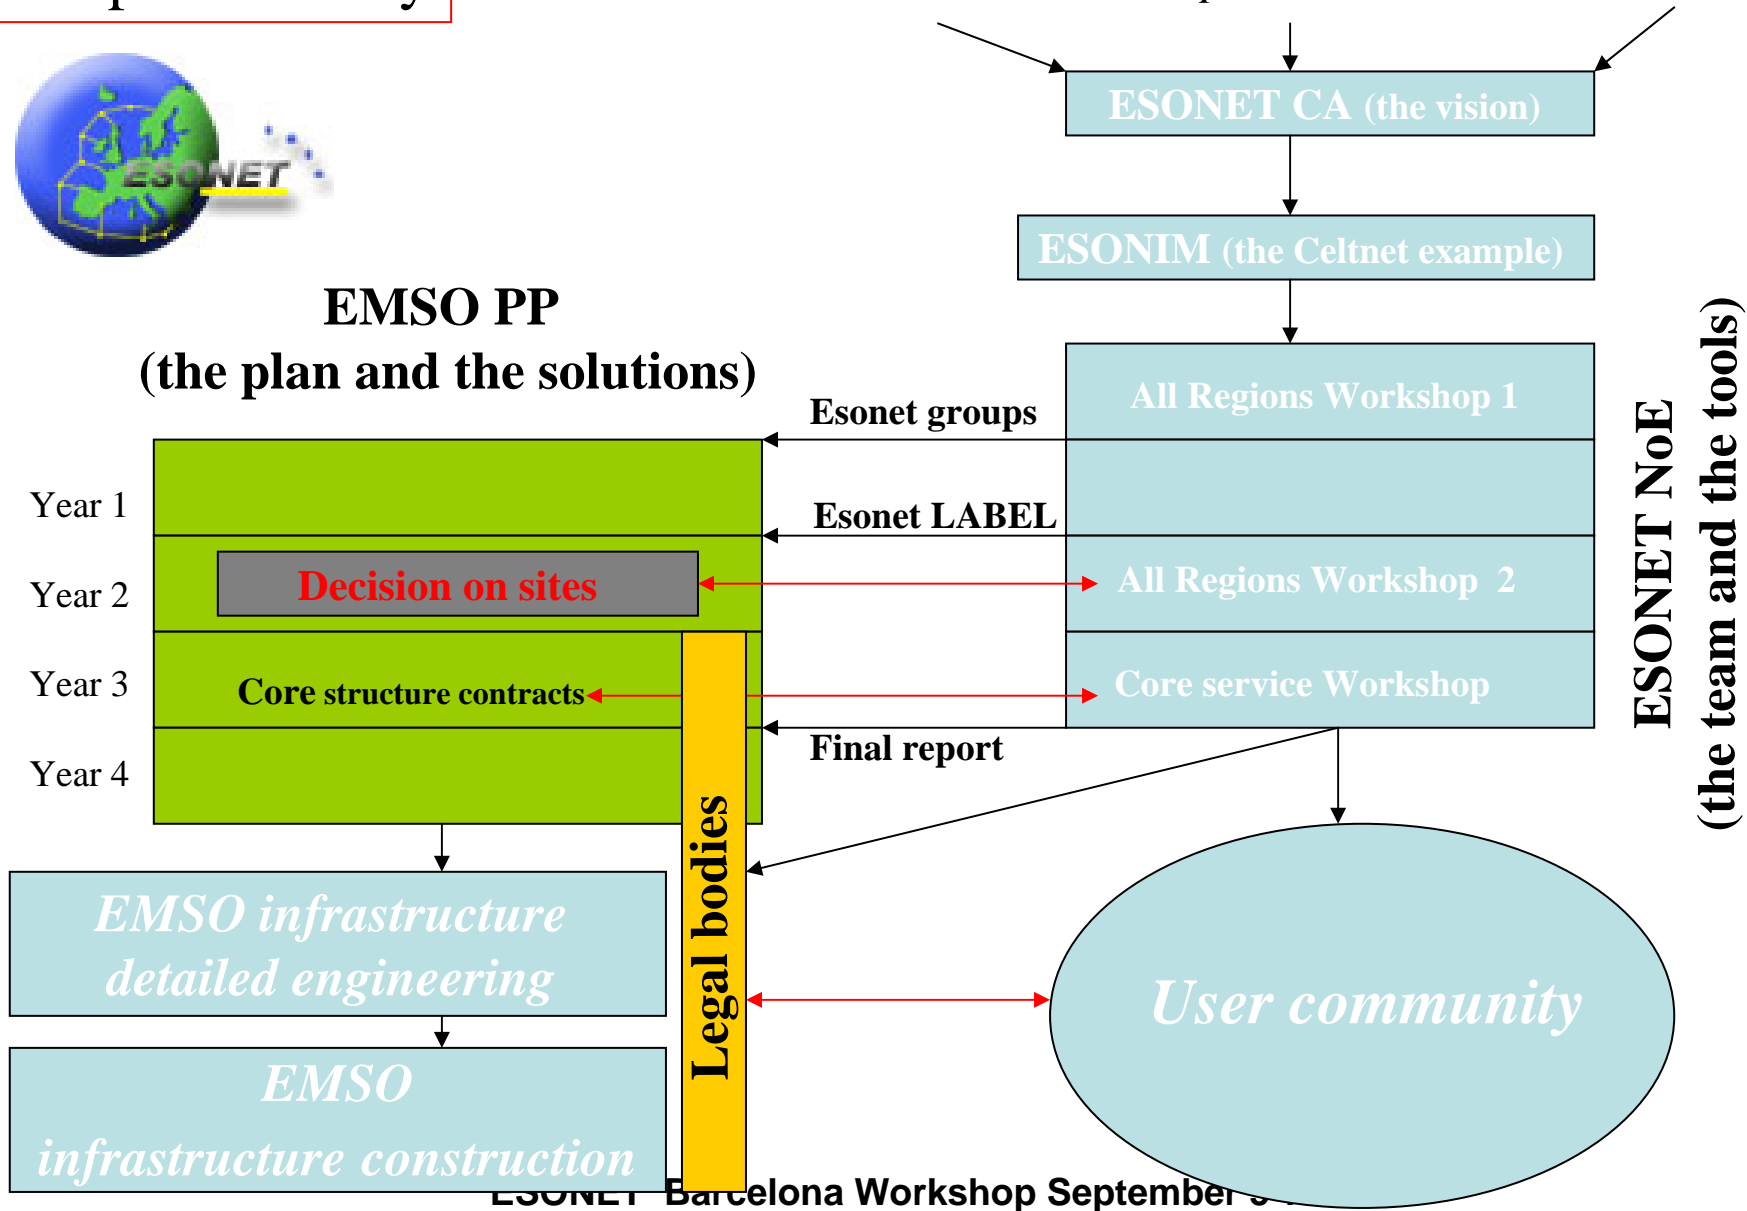 ESONET
ESONET CA (the vision)
ESONIM (the Celtnet example)
EMSO PP
(the plan and the solutions)
All Regions Workshop 1
Esonet groups
Year 1
Esonet LABEL
Year 2
Decision on sites
All Regions Workshop 2
Year 3
Core structure contracts
Core service Workshop
Final report
Year 4
ESONET NoE
(the team and the tools)
Legal bodies
EMSO infrastructure
detailed engineering
User community
EMSO
infrastructure construction
ESONET Barcelona Workshop September